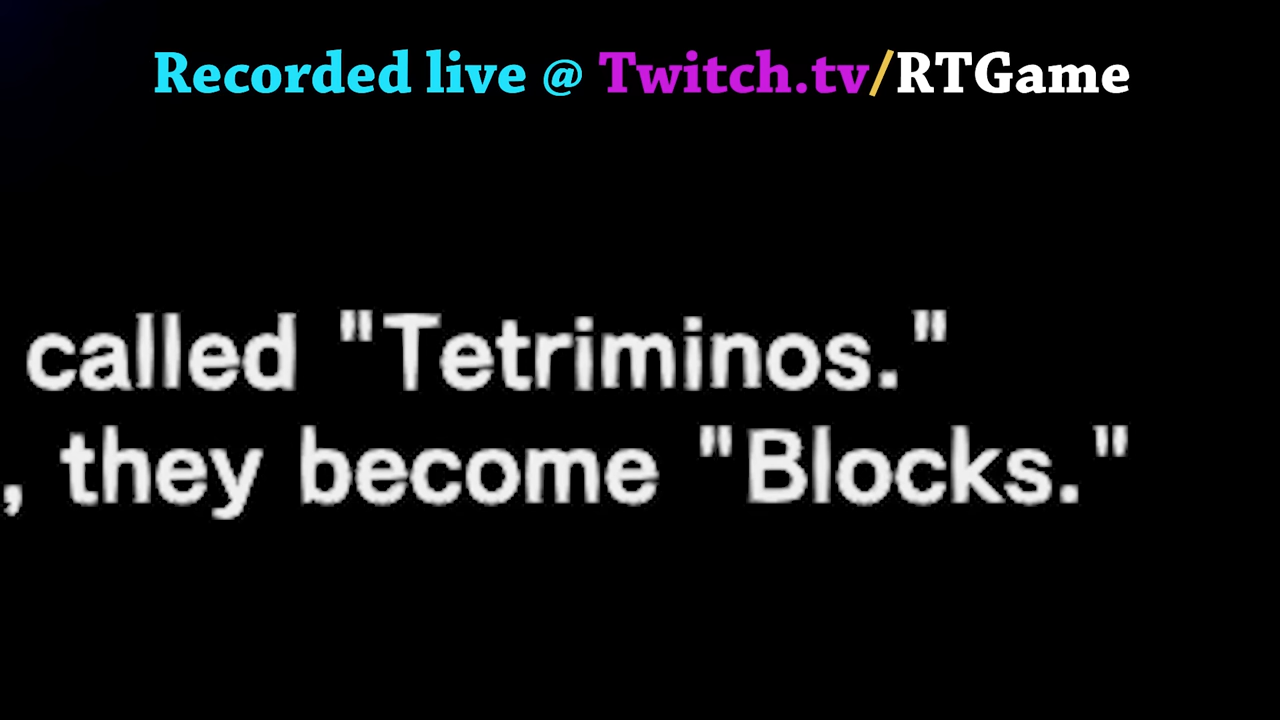 Recorded live @ Twitch.tv/RTGame
called "Tetriminos."
, they become "Blocks."